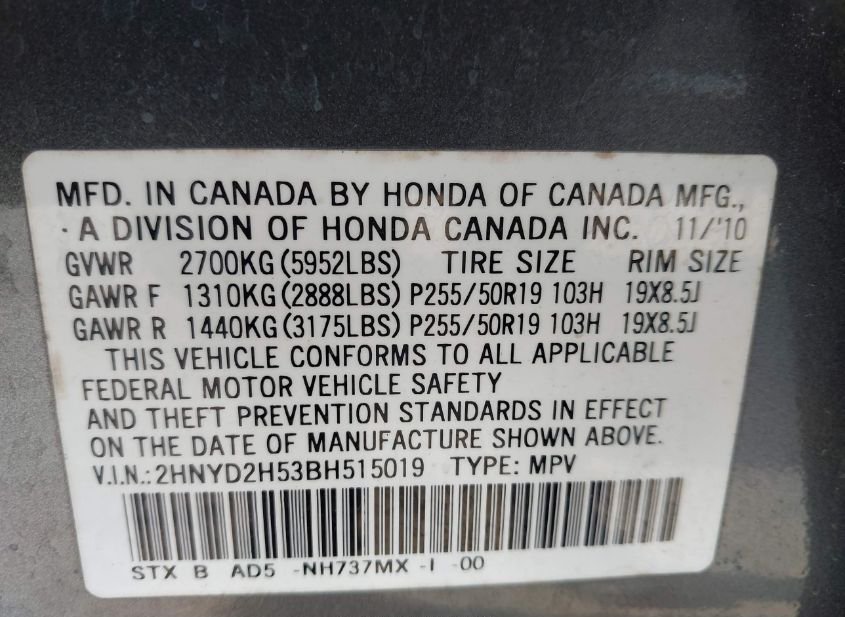 MFD. IN CANADA BY HONDA OF CANADA MFG.,
. A DIVISION OF HONDA CANADA INC. 11/'10
GVWR 2700KG(5952LBS) TIRE SIZE RIM SIZE
GAWR F 1310KG(2888LBS) P255/50R19 103H 19X8.5J
GAWR R 1440KG(3175LBS) P255/50R19 103H 19X8.5J
THIS VEHICLE CONFORMS TO ALL APPLICABLE
FEDERAL MOTOR VEHICLE SAFETY
AND THEFT PREVENTION STANDARDS IN EFFECT
ON THE DATE OF MANUFACTURE SHOWN ABOVE.
V.I.N.:2HNYD2H53BH515019 TYPE: MPV
STX B AD5 -NH737MX -I -00